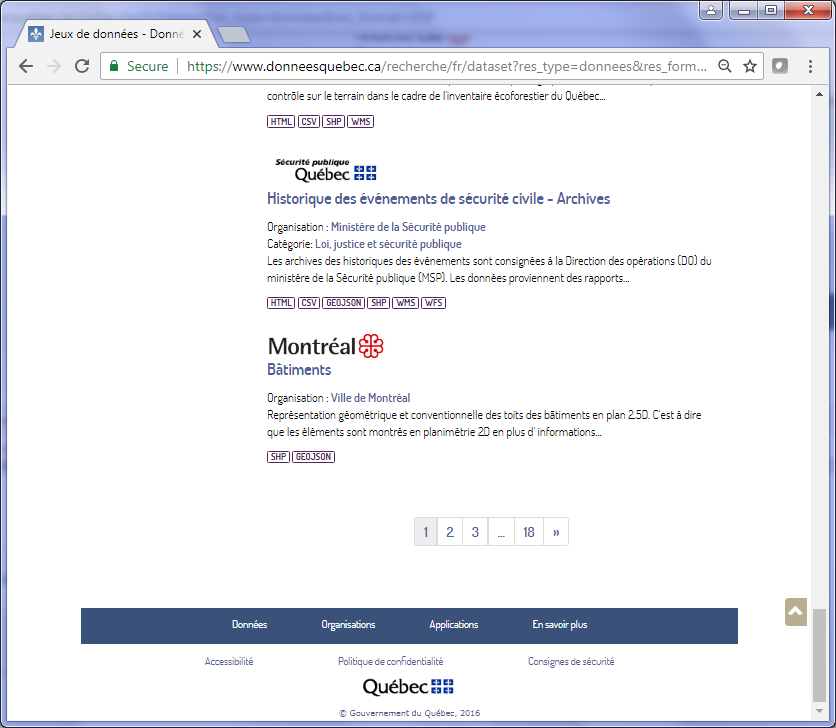 Jeux de données - Donné
Secure
https://www.donneesquebec.ca/recherche/fr/dataset?res_type=donnees&res_form...
contrôle sur le terrain dans le cadre de l'inventaire écoforestier du Québec...
HTML CSV SHP WMS
Sécurité publique
Québec
Historique des événements de sécurité civile - Archives
Organisation : Ministère de la Sécurité publique
Catégorie: Loi, justice et sécurité publique
Les archives des historiques des événements sont consignées à la Direction des opérations (DO) du
ministère de la Sécurité publique (MSP). Les données proviennent des rapports...
HTML CSV GEOJSON SHP WMS WFS
Montréal
Bâtiments
Organisation : Ville de Montréal
Représentation géométrique et conventionnelle des toits des bâtiments en plan 2.5D. C'est à dire
que les éléments sont montrés en planimétrie 2D en plus d' informations...
SHP GEOJSON
1 2 3 ... 18 »
Données Organisations Applications En savoir plus
Accessibilité Politique de confidentialité Consignes de sécurité
Québec
© Gouvernement du Québec, 2016